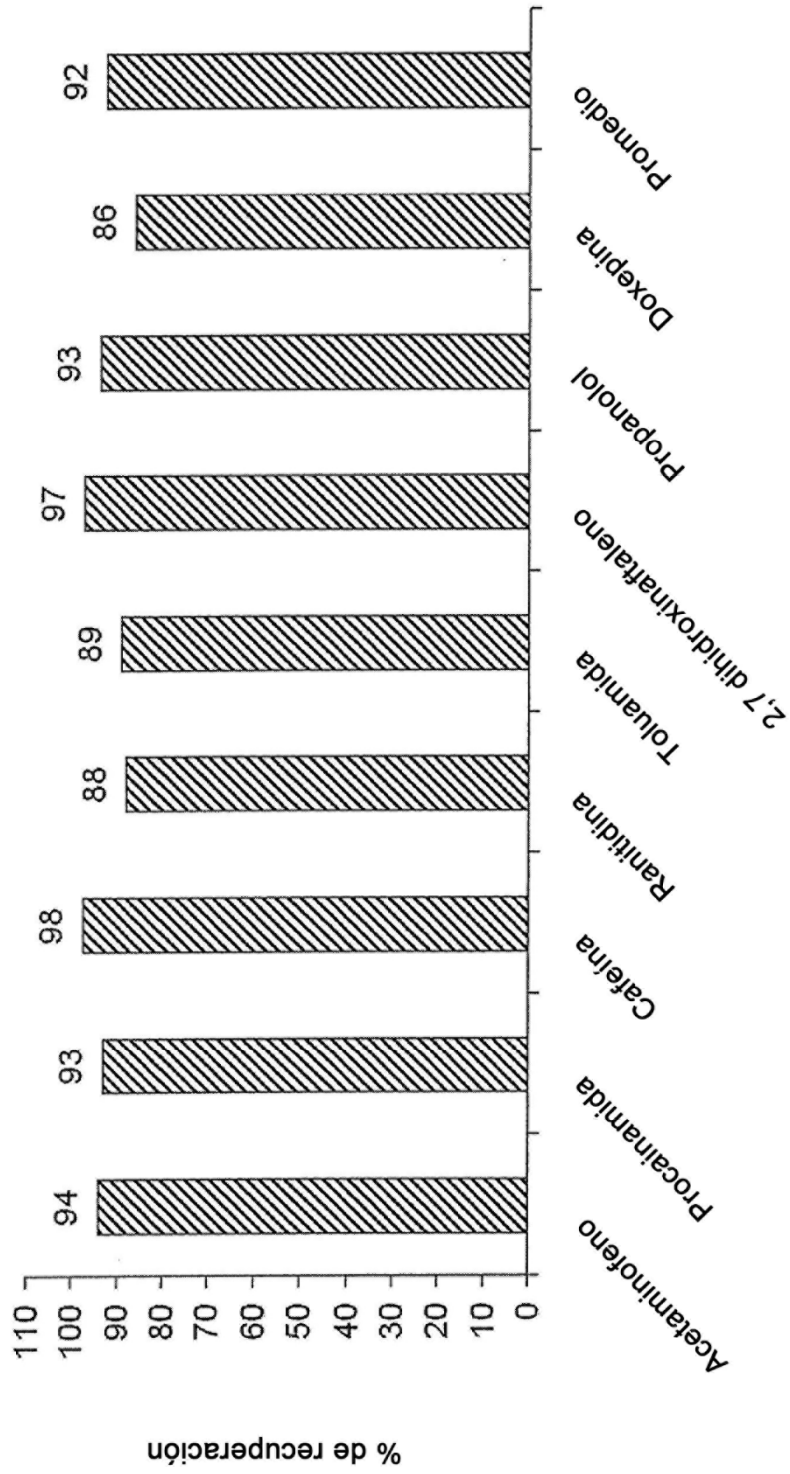 % de recuperación
110
100
90
80
70
60
50
40
30
20
10
0
94
93
98
88
89
97
93
86
92
Acetaminofeno
Procainamida
Cafeína
Ranitidina
Toluamida
2,7 dihidroxinaftaleno
Propanolol
Doxepina
Promedio